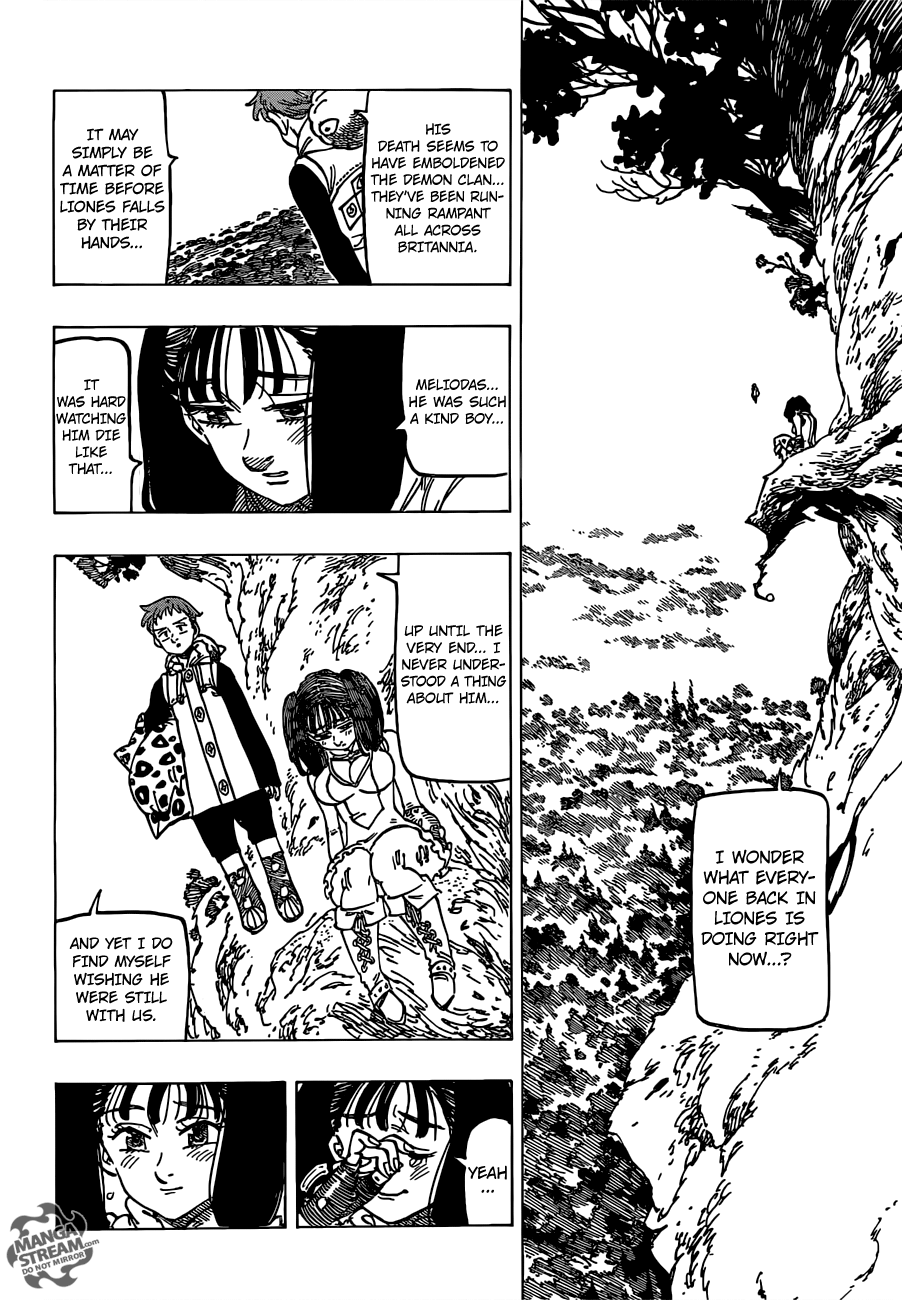 I WONDER
WHAT EVERY-
ONE BACK IN
LIONES IS
DOING RIGHT
NOW...?
HIS
DEATH SEEMS TO
HAVE EMBOLDENED
THE DEMON CLAN...
THEY'VE BEEN RUN-
NING RAMPANT
ALL ACROSS
BRITANNIA.
IT MAY
SIMPLY BE
A MATTER OF
TIME BEFORE
LIONES FALLS
BY THEIR
HANDS...
MELIODAS...
HE WAS SUCH
A KIND BOY...
IT
WAS HARD
WATCHING
HIM DIE
LIKE
THAT...
UP UNTIL THE
VERY END... I
NEVER UNDER-
STOOD A THING
ABOUT HIM...
AND YET I DO
FIND MYSELF
WISHING HE
WERE STILL
WITH US.
YEAH
...
MANGA
STREAM.com
DO NOT MIRROR